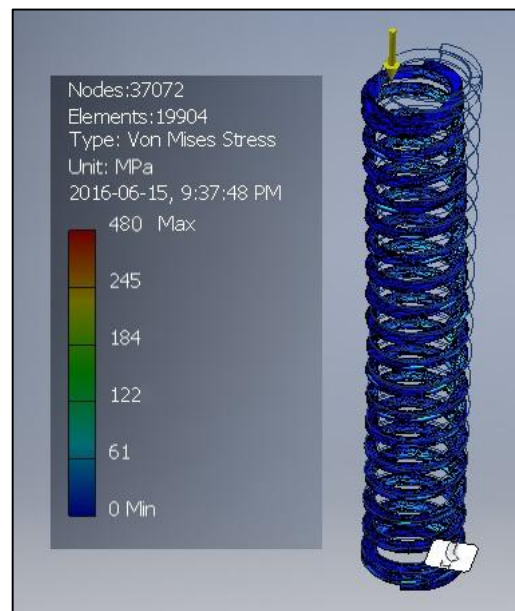 Nodes:37072
Elements:19904
Type: Von Mises Stress
Unit: MPa
2016-06-15, 9:37:48 PM
480 Max
245
184
122
61
0 Min